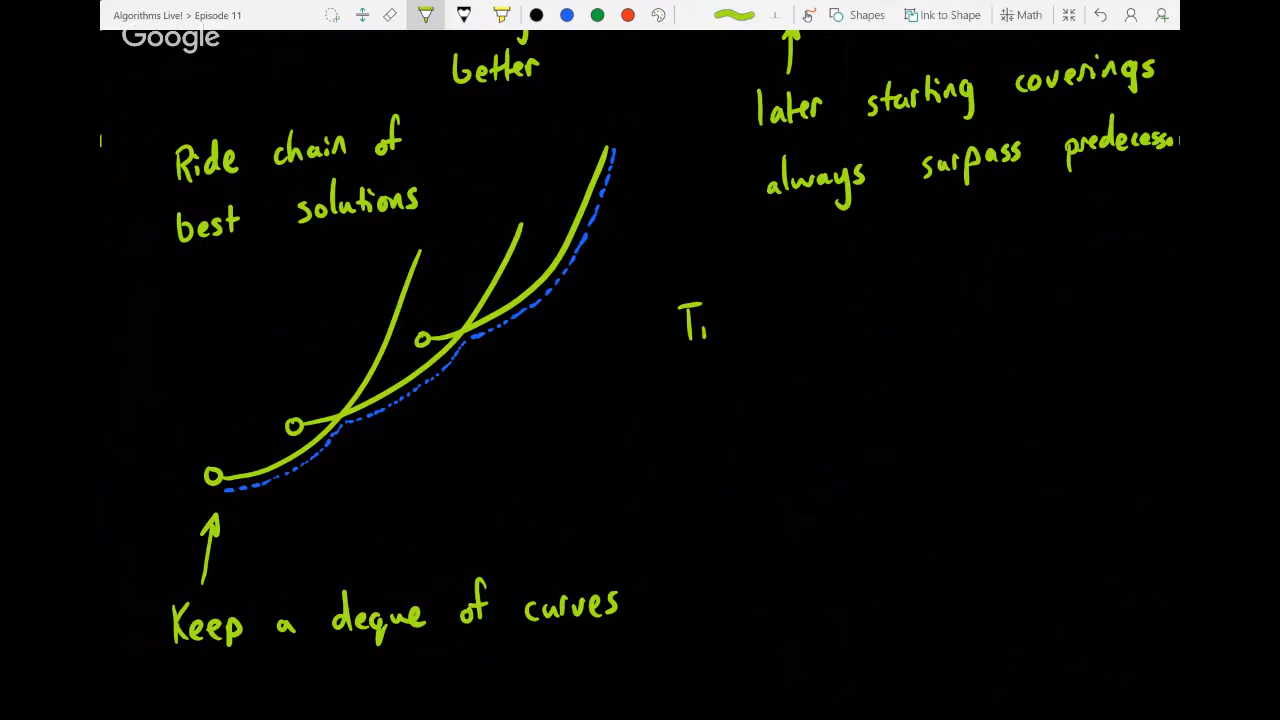 Algorithms Live! > Episode 11
Shapes
Ink to Shape
Math
Google
better
later starting coverings
always surpass predecesso
Ride chain of
best solutions
Keep a deque of curves